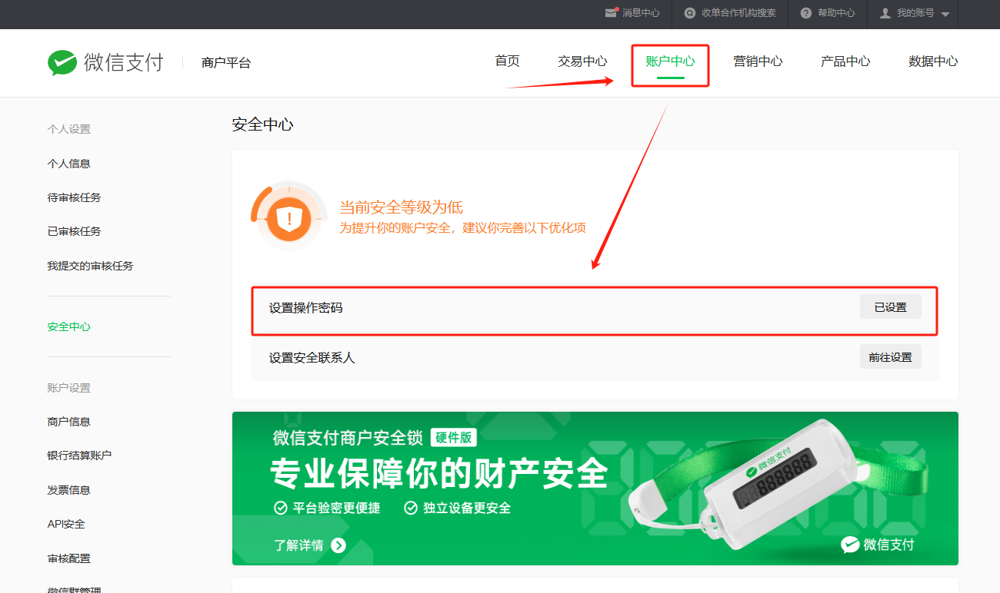 消息中心 收单合作机构搜索 帮助中心 我的账号
微信支付 商户平台 首页 交易中心 账户中心 营销中心 产品中心 数据中心
个人设置
个人信息
待审核任务
已审核任务
我提交的审核任务
安全中心
账户设置
商户信息
银行结算账户
发票信息
API安全
审核配置
微信群管理
安全中心
当前安全等级为低
为提升你的账户安全，建议你完善以下优化项
设置操作密码 已设置
设置安全联系人 前往设置
微信支付商户安全锁 硬件版
专业保障你的财产安全
平台验密更便捷 独立设备更安全
了解详情
微信支付
888888
微信支付